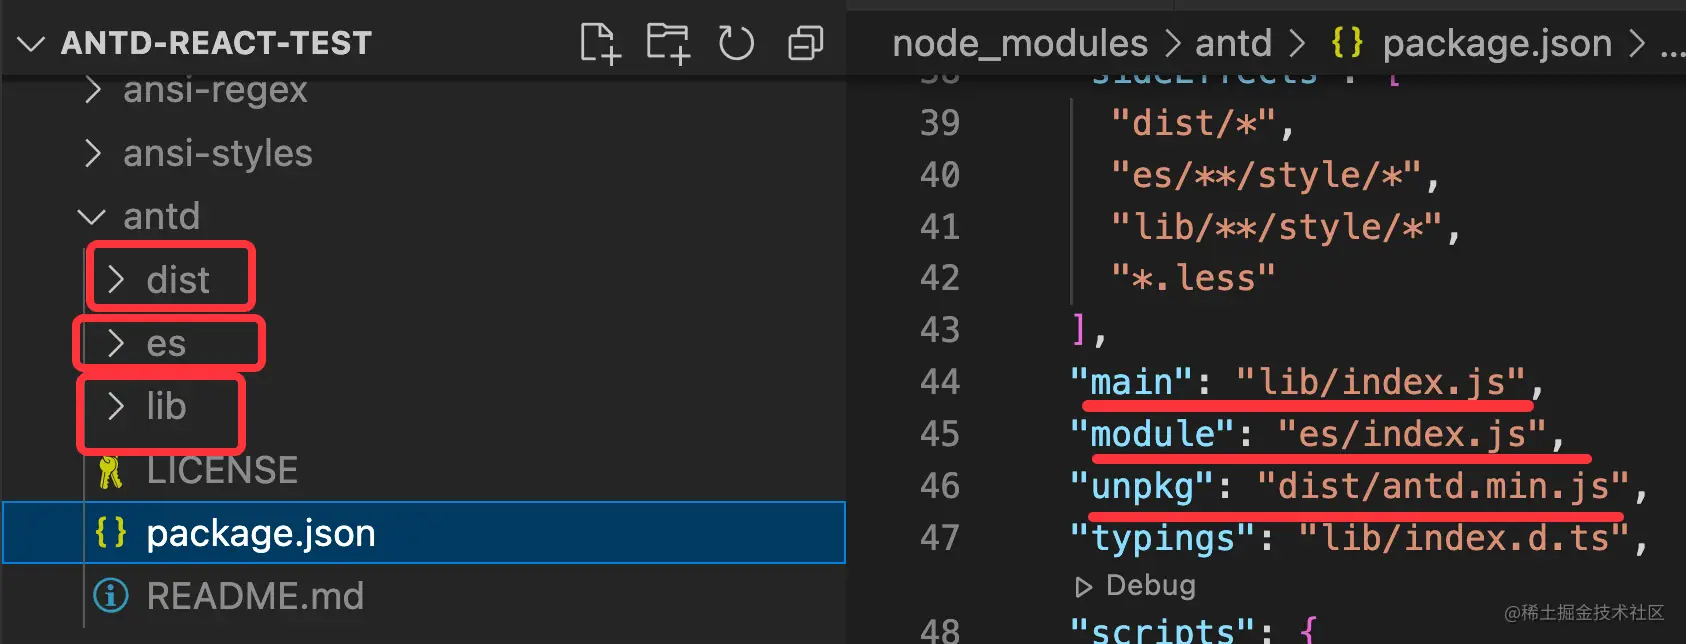 ANTD-REACT-TEST
ansi-regex
ansi-styles
antd
dist
es
lib
LICENSE
package.json
README.md
node_modules > antd > {} package.json > ...
38 "sideEffects": [
39 "dist/*",
40 "es/**/style/*",
41 "lib/**/style/*",
42 "*.less"
43 ],
44 "main": "lib/index.js",
45 "module": "es/index.js",
46 "unpkg": "dist/antd.min.js",
47 "typings": "lib/index.d.ts",
Debug
48 "scripts": {
@稀土掘金技术社区